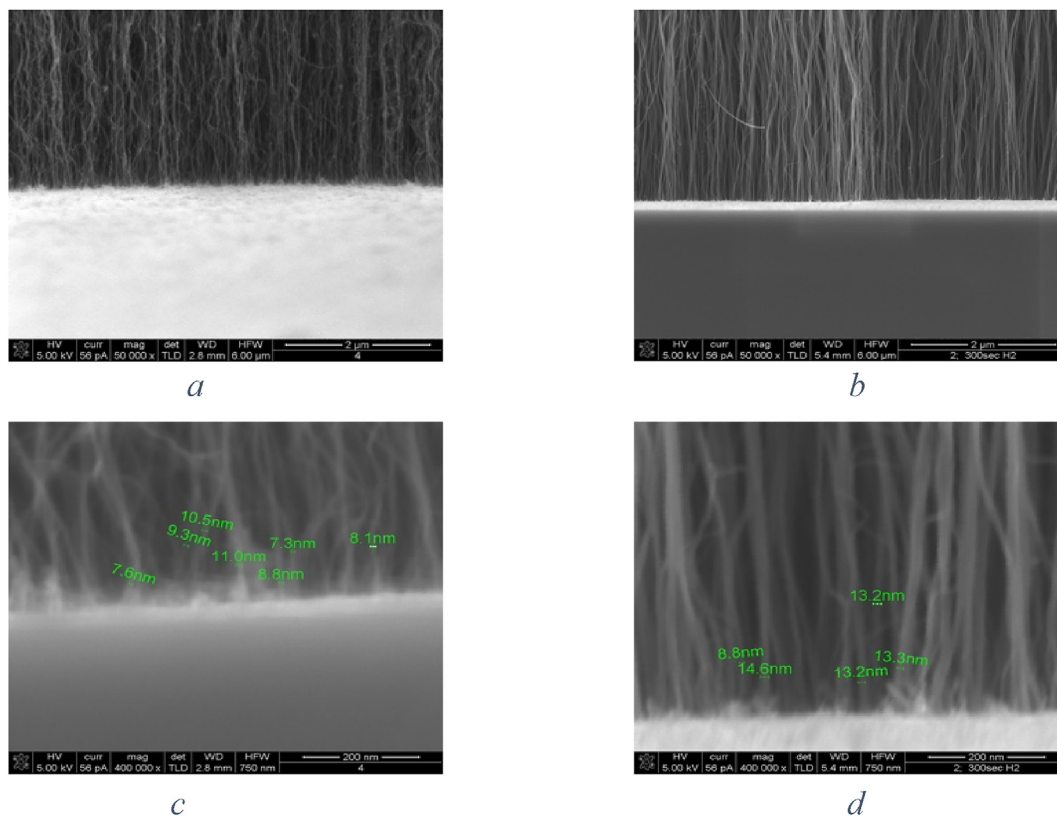 HV curr mag det WD HFW 2 µm
5.00 kV 56 pA 50 000 x TLD 2.8 mm 6.00 µm 4
HV curr mag det WD HFW 2 µm
5.00 kV 56 pA 50 000 x TLD 5.4 mm 6.00 µm 2; 300sec H2
a
b
10.5nm
9.3nm
7.3nm
8.1nm
11.0nm
7.6nm
8.8nm
HV curr mag det WD HFW 200 nm
5.00 kV 56 pA 400 000 x TLD 2.8 mm 750 nm 4
13.2nm
8.8nm
13.3nm
14.6nm
13.2nm
HV curr mag det WD HFW 200 nm
5.00 kV 56 pA 400 000 x TLD 5.4 mm 750 nm 2; 300sec H2
c
d